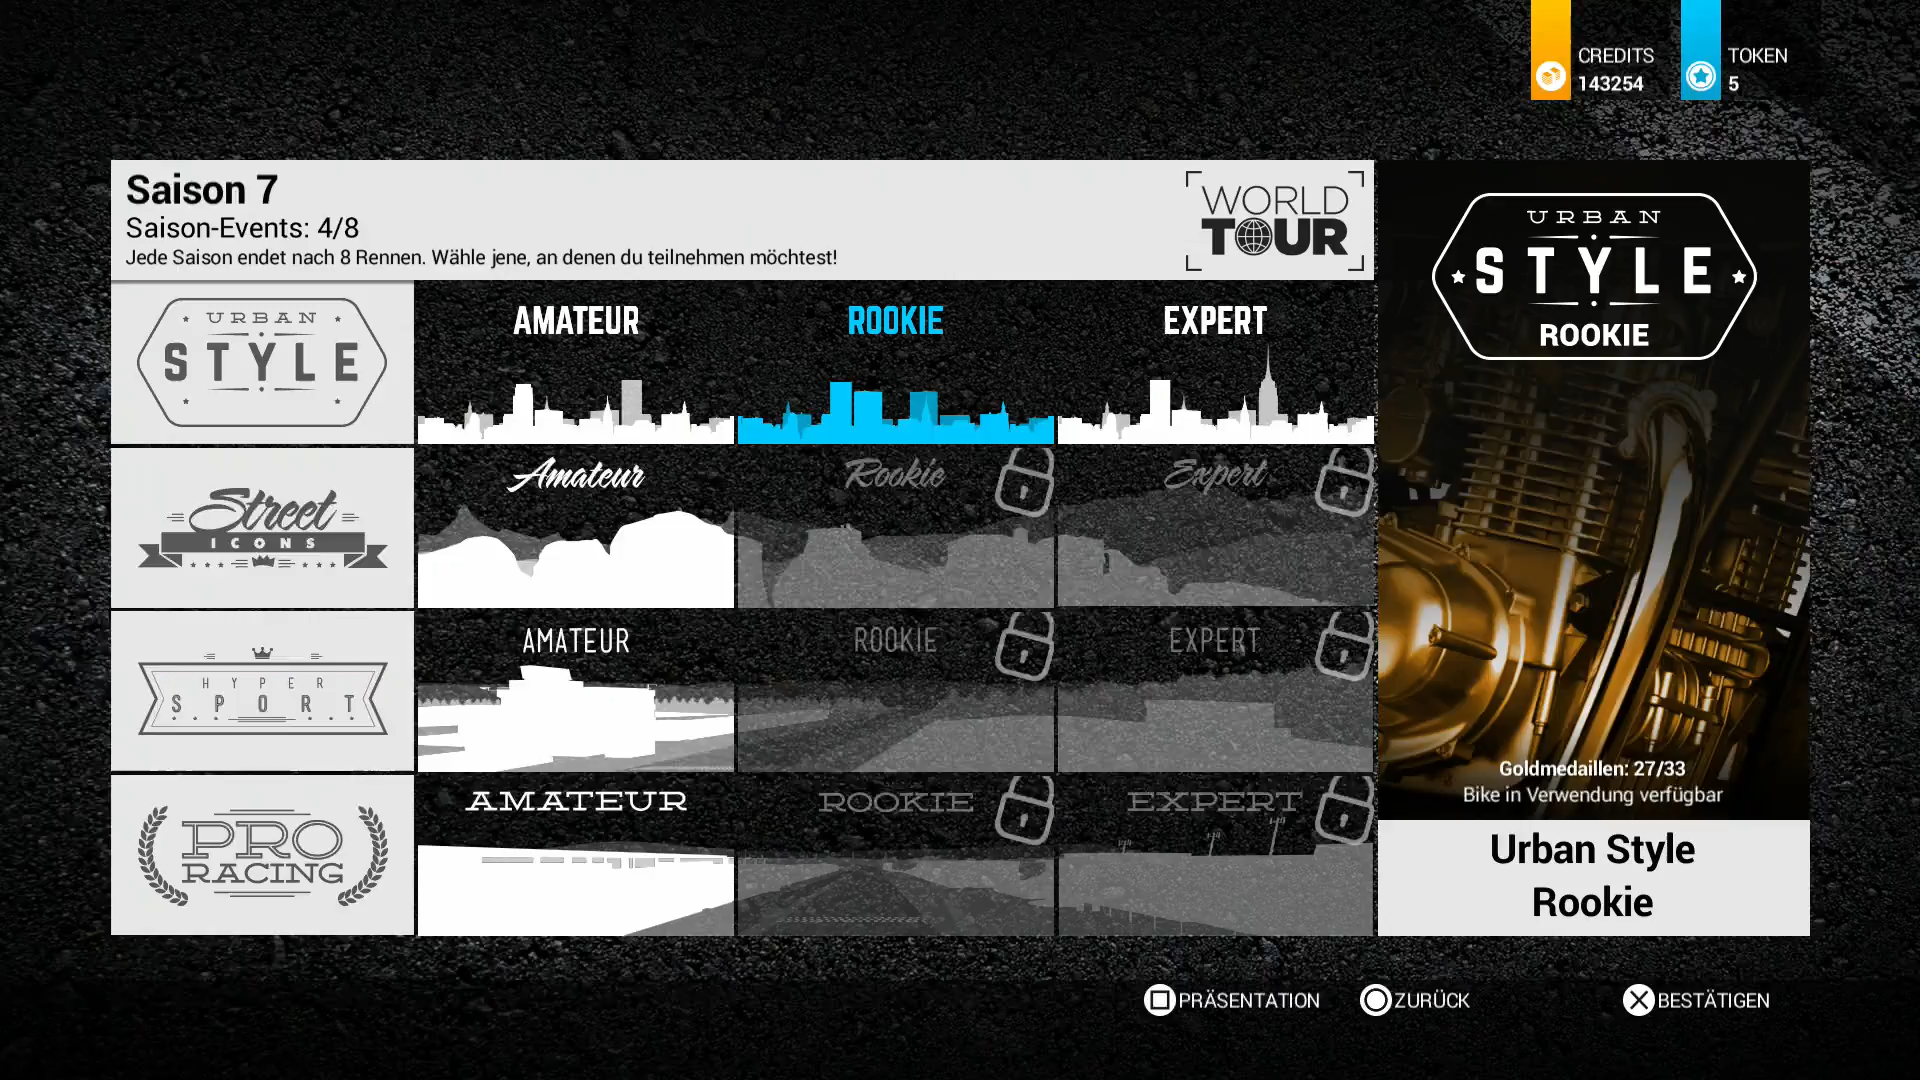 CREDITS
143254
TOKEN
5
Saison 7
Saison-Events: 4/8
Jede Saison endet nach 8 Rennen. Wähle jene, an denen du teilnehmen möchtest!
WORLD
TOUR
URBAN
STYLE
AMATEUR
ROOKIE
EXPERT
Street
ICONS
Amateur
Rookie
Expert
HYPER
SPORT
AMATEUR
ROOKIE
EXPERT
PRO
RACING
AMATEUR
ROOKIE
EXPERT
URBAN
STYLE
ROOKIE
Goldmedaillen: 27/33
Bike in Verwendung verfügbar
Urban Style
Rookie
PRÄSENTATION
ZURÜCK
BESTÄTIGEN